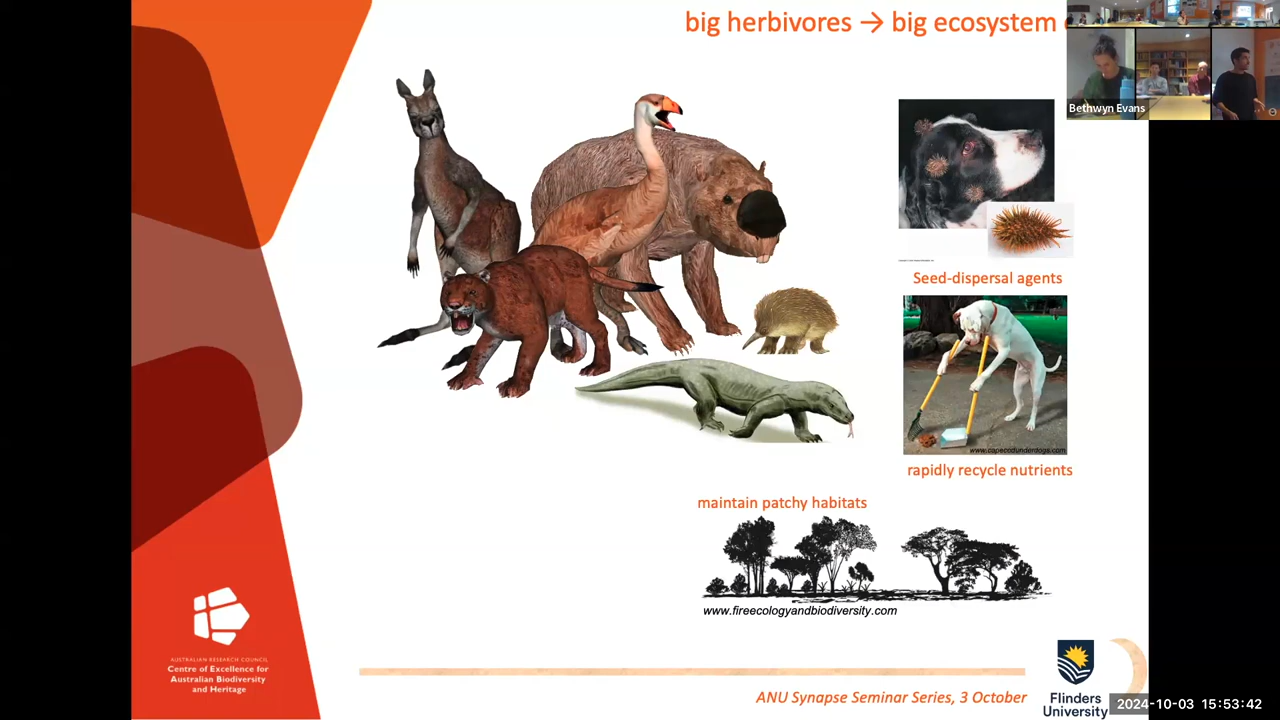 big herbivores → big ecosystem
Bethwyn Evans
Seed-dispersal agents
www.capecodunderdogs.com
rapidly recycle nutrients
maintain patchy habitats
www.fireecologyandbiodiversity.com
AUSTRALIAN RESEARCH COUNCIL
Centre of Excellence for
Australian Biodiversity
and Heritage
ANU Synapse Seminar Series, 3 October
Flinders
University
2024-10-03 15:53:42